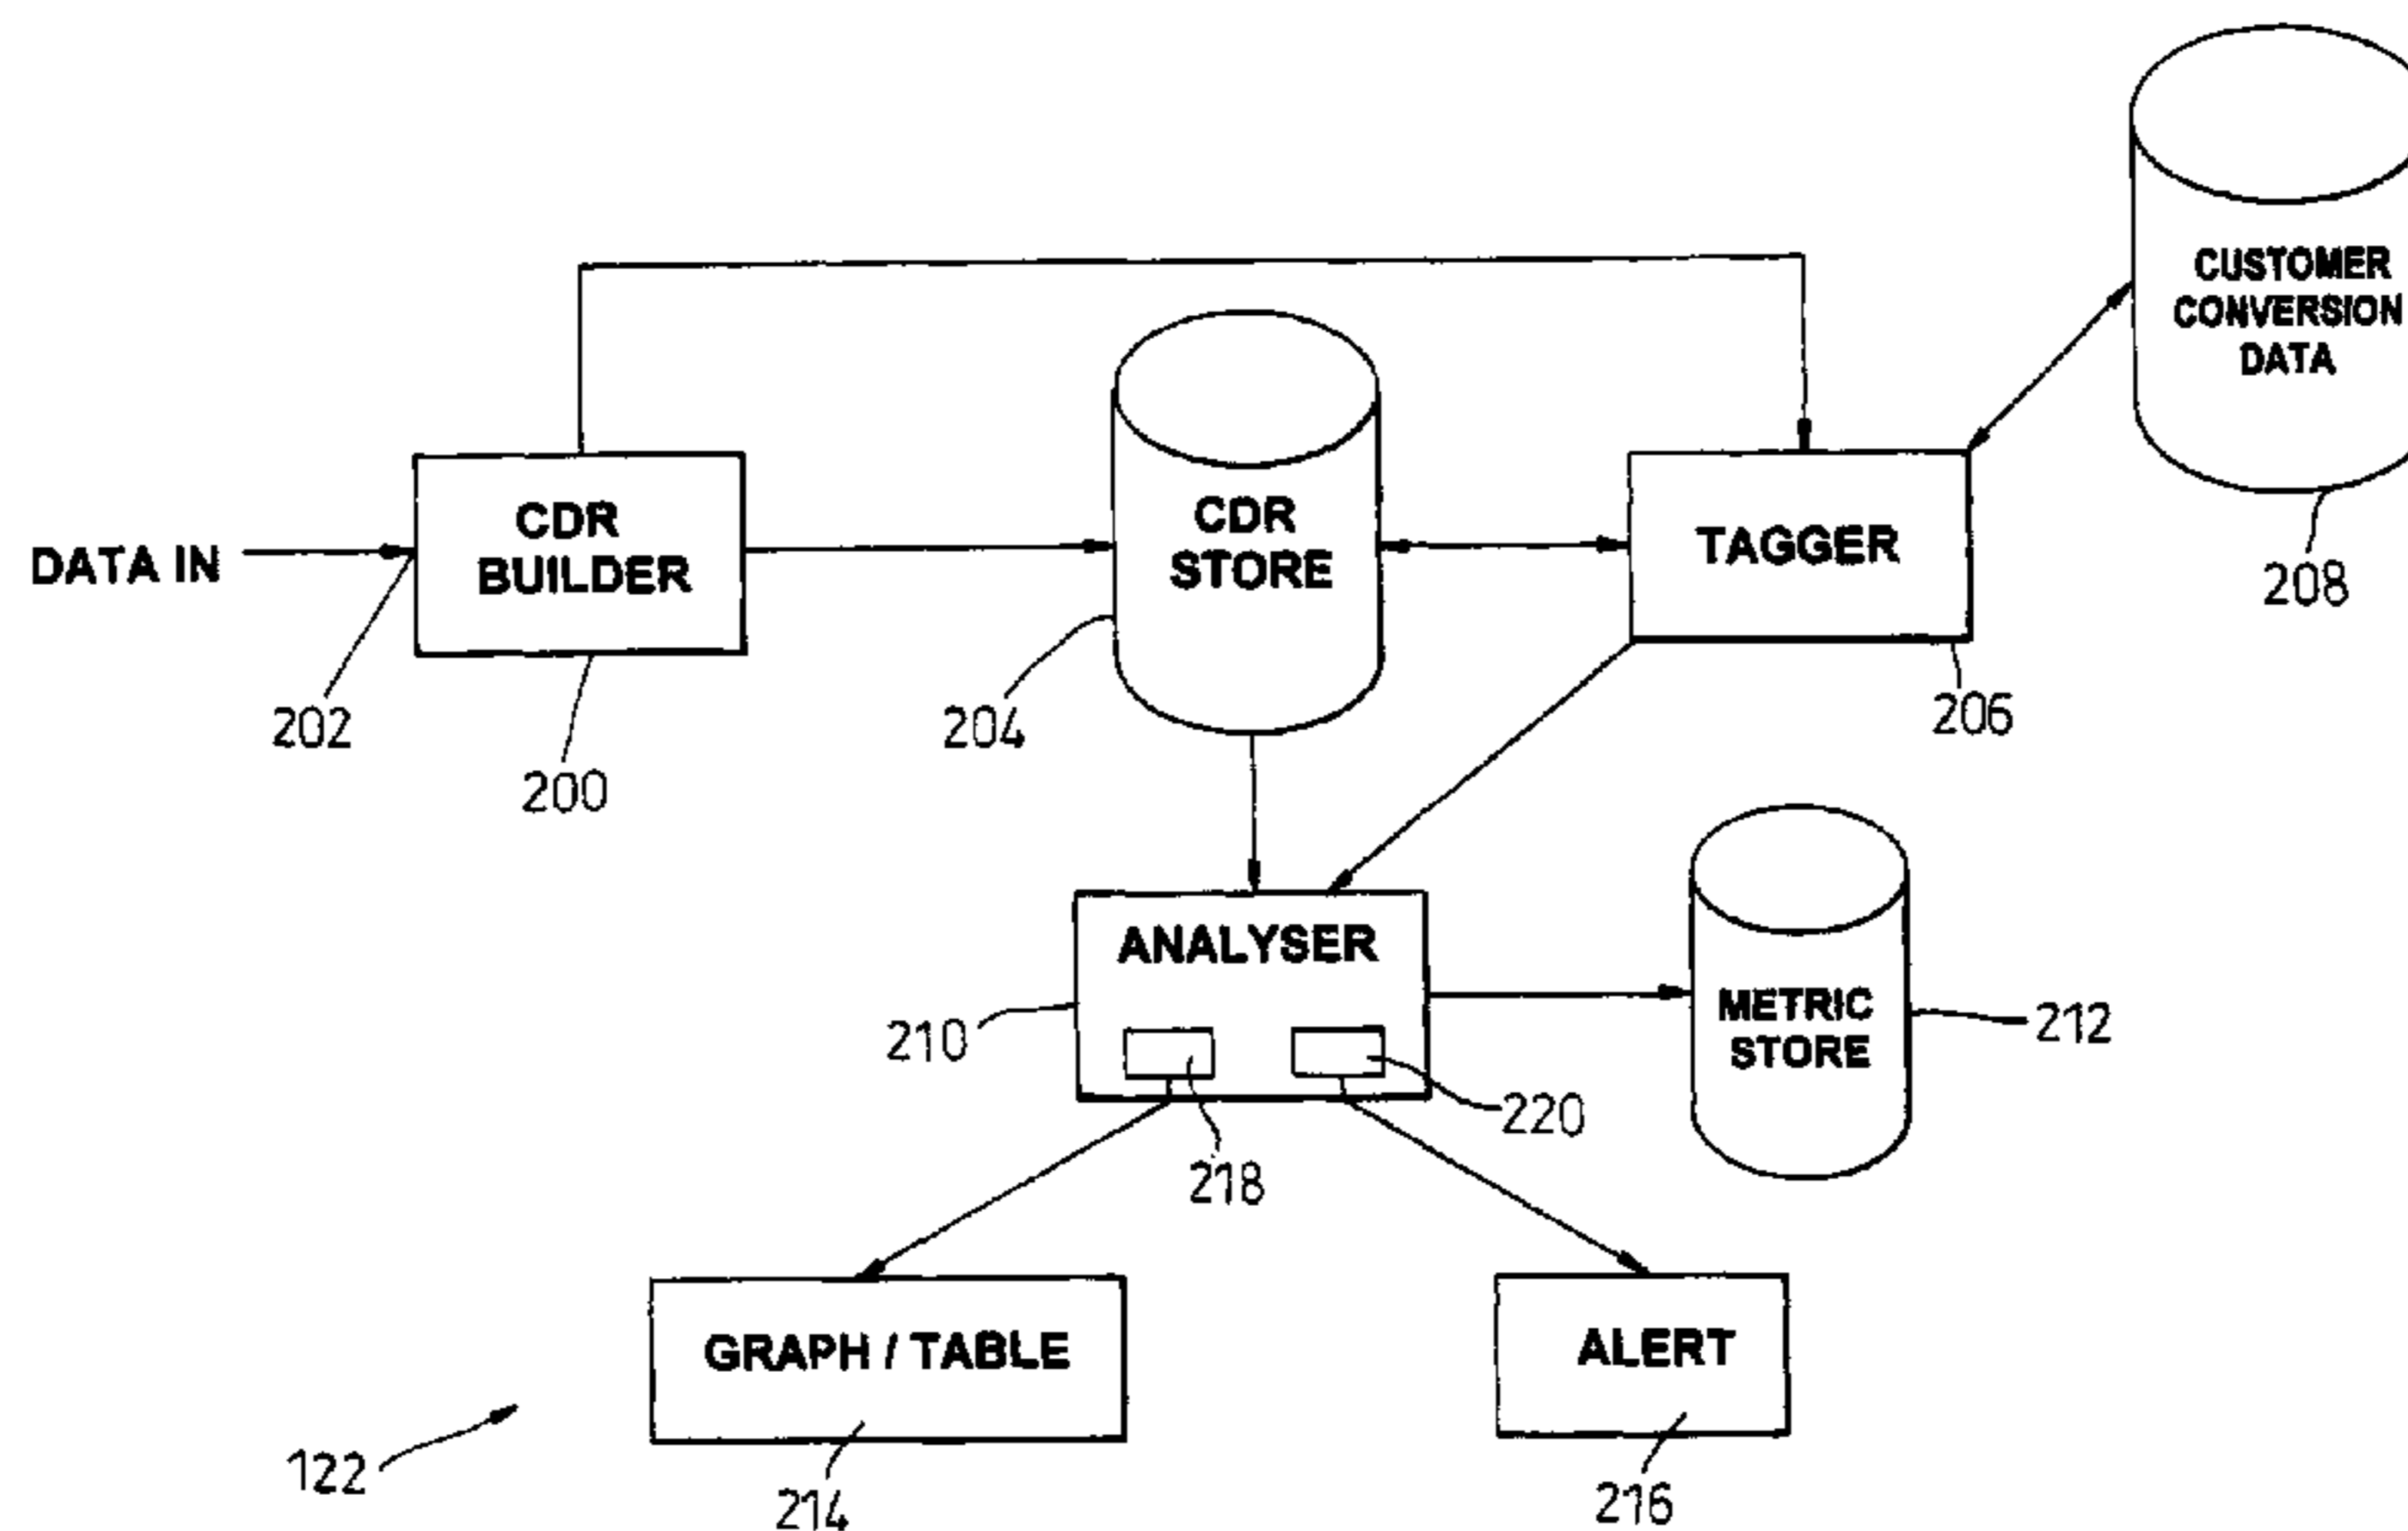 CUSTOMER
CONVERSION
DATA
208
DATA IN
202
CDR
BUILDER
200
CDR
STORE
204
TAGGER
206
ANALYSER
210
218
220
METRIC
STORE
212
GRAPH / TABLE
214
ALERT
216
122